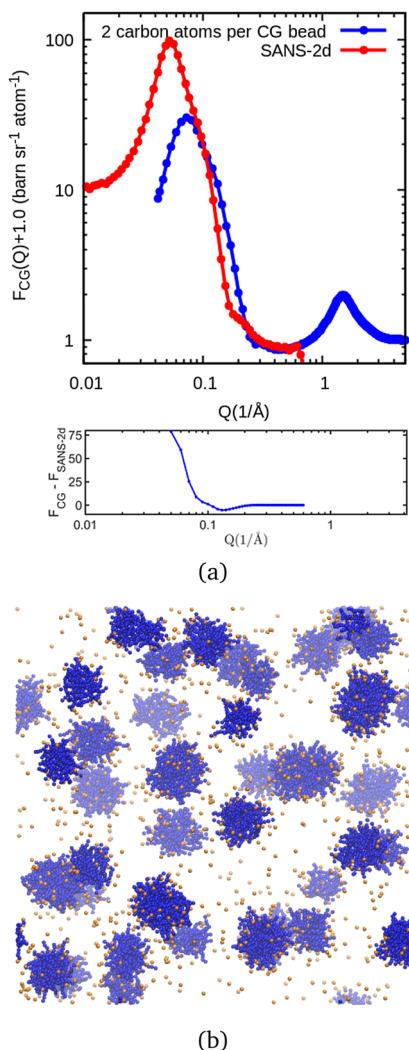 100
10
1
F_CG(Q)+1.0 (barn sr^-1 atom^-1)
2 carbon atoms per CG bead
SANS-2d
0.01 0.1 1
Q(1/Å)
75
50
25
0
F_CG - F_SANS-2d
0.01 0.1 1
Q(1/Å)
(a)
(b)